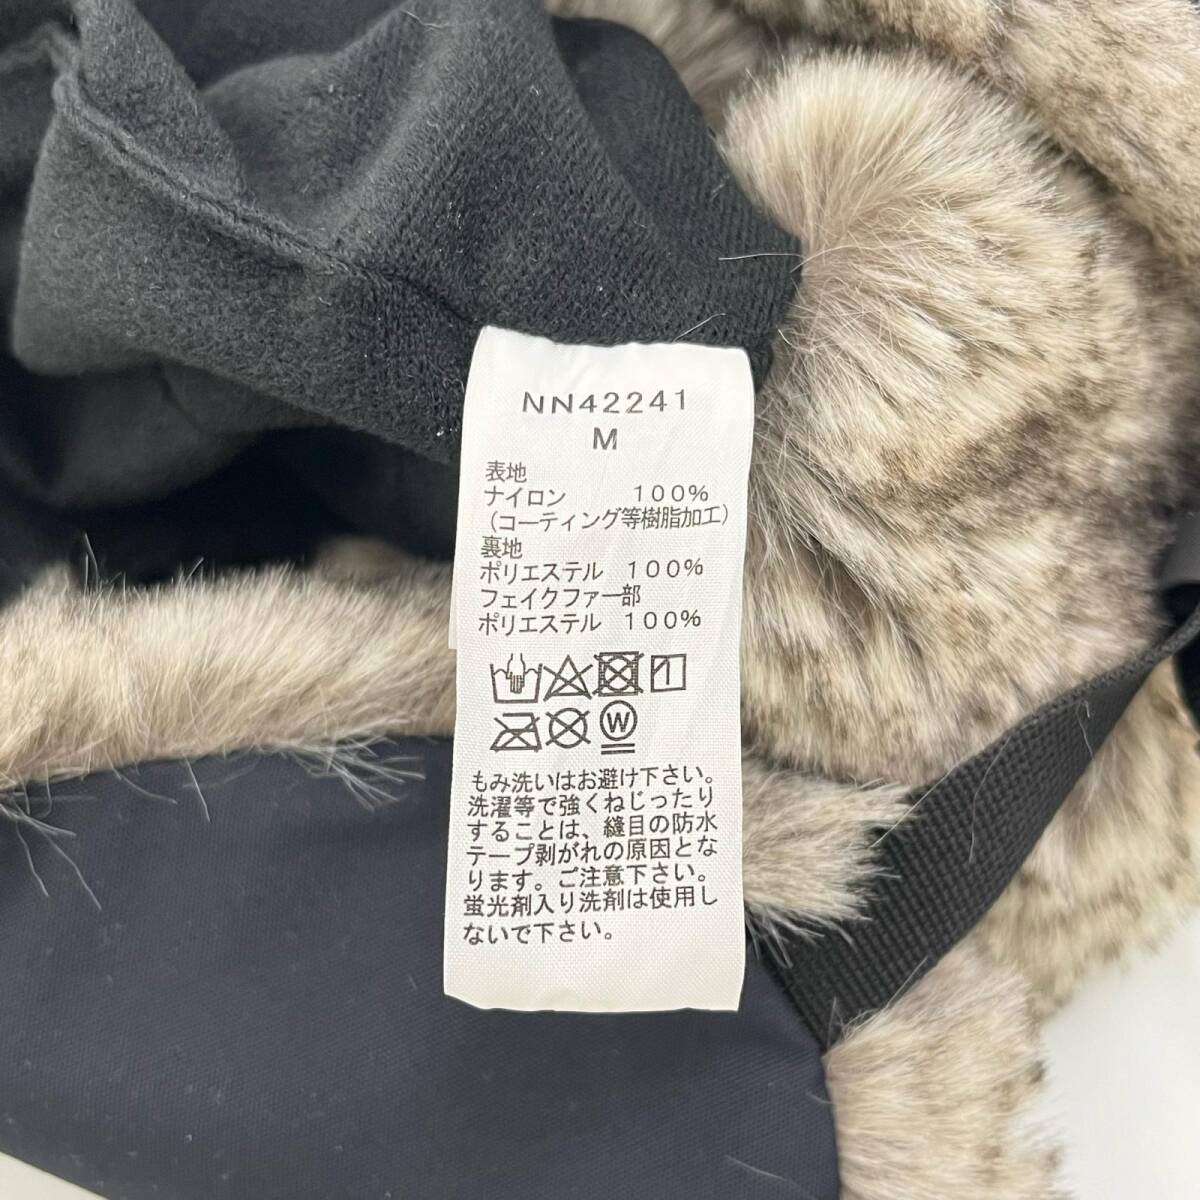 NN42241
M
表地
ナイロン 100%
(コーティング等樹脂加工)
裏地
ポリエステル 100%
フェイクファー部
ポリエステル 100%
W
もみ洗いはお避け下さい。
洗濯等で強くねじったり
することは、縫目の防水
テープ剥がれの原因とな
ります。ご注意下さい。
蛍光剤入り洗剤は使用し
ないで下さい。